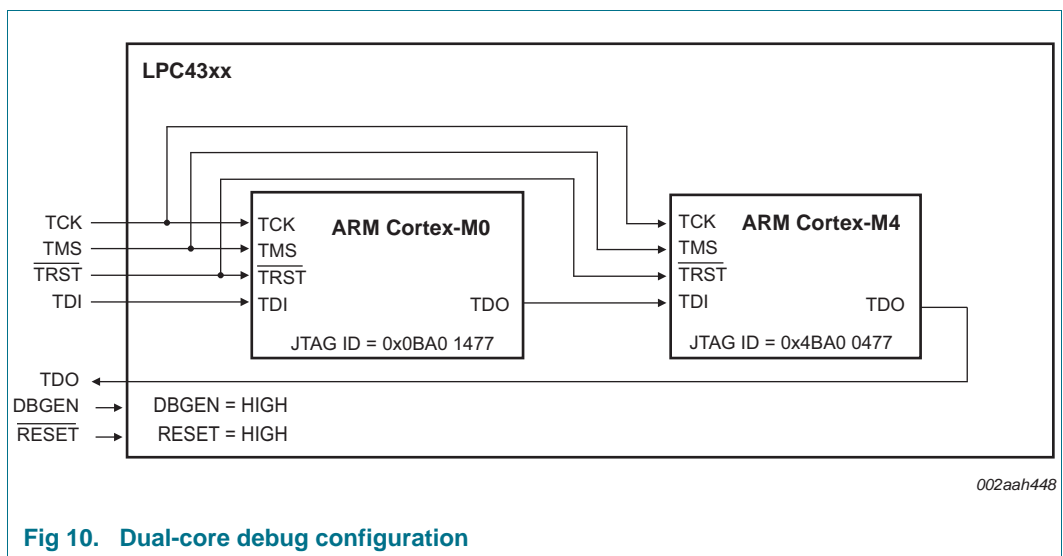 LPC43xx
TCK
TMS
TRST
TDI
TCK
ARM Cortex-M0
TMS
TRST
TDI
TDO
JTAG ID = 0x0BA0 1477
TCK
ARM Cortex-M4
TMS
TRST
TDI
TDO
JTAG ID = 0x4BA0 0477
TDO
DBGEN
DBGEN = HIGH
RESET
RESET = HIGH
002aah448
Fig 10. Dual-core debug configuration